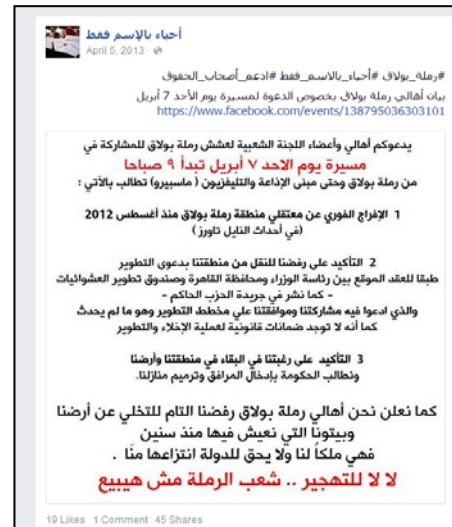 أحياء بالإسم فقط
April 5, 2013
#رملة_بولاق #أحياء_بالاسم_فقط #ادعم_أصحاب_الحقوق
بيان أهالي رملة بولاق بخصوص الدعوة لمسيرة يوم الأحد 7 أبريل
https://www.facebook.com/events/138795036303101
يدعوكم أهالي وأعضاء اللجنة الشعبية لعشش رملة بولاق للمشاركة في
مسيرة يوم الاحد ٧ أبريل تبدأ ٩ صباحا
من رملة بولاق وحتى مبنى الإذاعة والتليفزيون ( ماسبيرو) تطالب بالآتي :
1 الإفراج الفوري عن معتقلي منطقة رملة بولاق منذ أغسطس 2012
(في أحداث النايل تاورز )
2 التأكيد على رفضنا للنقل من منطقتنا بدعوى التطوير
طبقا للعقد الموقع بين رئاسة الوزراء ومحافظة القاهرة وصندوق تطوير العشوائيات
- كما نشر في جريدة الحزب الحاكم -
والذي ادعوا فيه مشاركتنا وموافقتنا علي مخطط التطوير وهو ما لم يحدث
كما أنه لا توجد ضمانات قانونية لعملية الإخلاء والتطوير
3 التأكيد على رغبتنا في البقاء في منطقتنا وأرضنا
ونطالب الحكومة بإدخال المرافق وترميم منازلنا.
كما نعلن نحن أهالي رملة بولاق رفضنا التام للتخلي عن أرضنا
وبيتونا التي نعيش فيها منذ سنين
فهي ملكاً لنا ولا يحق للدولة انتزاعها منّا .
لا لا للتهجير .. شعب الرملة مش هيبيع
19 Likes 1 Comment 45 Shares